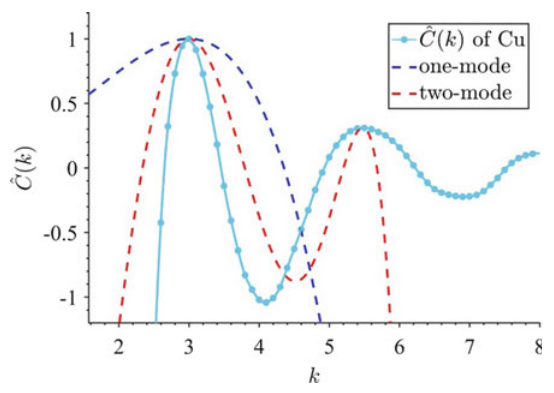 1
0.5
0
-0.5
-1
Ĉ(k)
Ĉ(k) of Cu
one-mode
two-mode
2 3 4 5 6 7 8
k